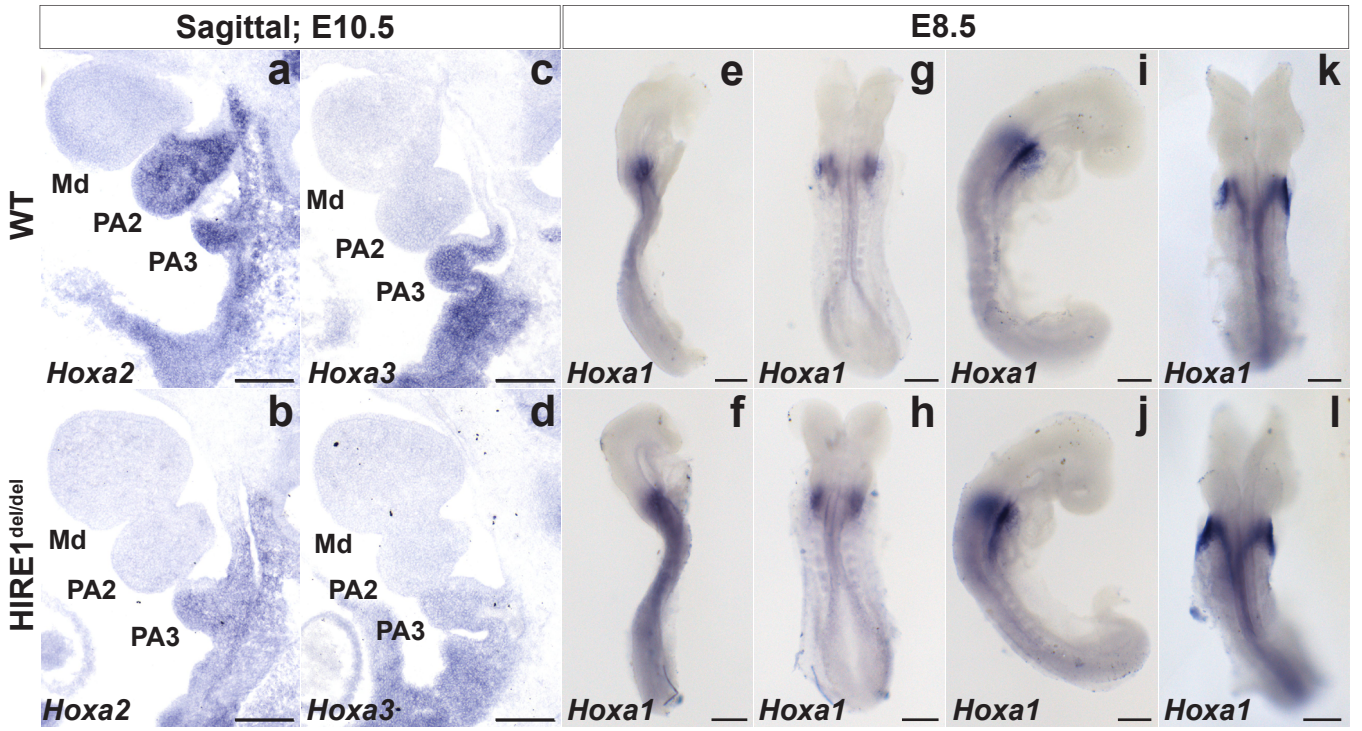 Sagittal; E10.5
E8.5
WT
a
c
e
g
i
k
Md
PA2
PA3
Md
PA2
PA3
Hoxa2
Hoxa3
Hoxa1
Hoxa1
Hoxa1
Hoxa1
HIRE1del/del
b
d
f
h
j
l
Md
PA2
PA3
Md
PA2
PA3
Hoxa2
Hoxa3
Hoxa1
Hoxa1
Hoxa1
Hoxa1